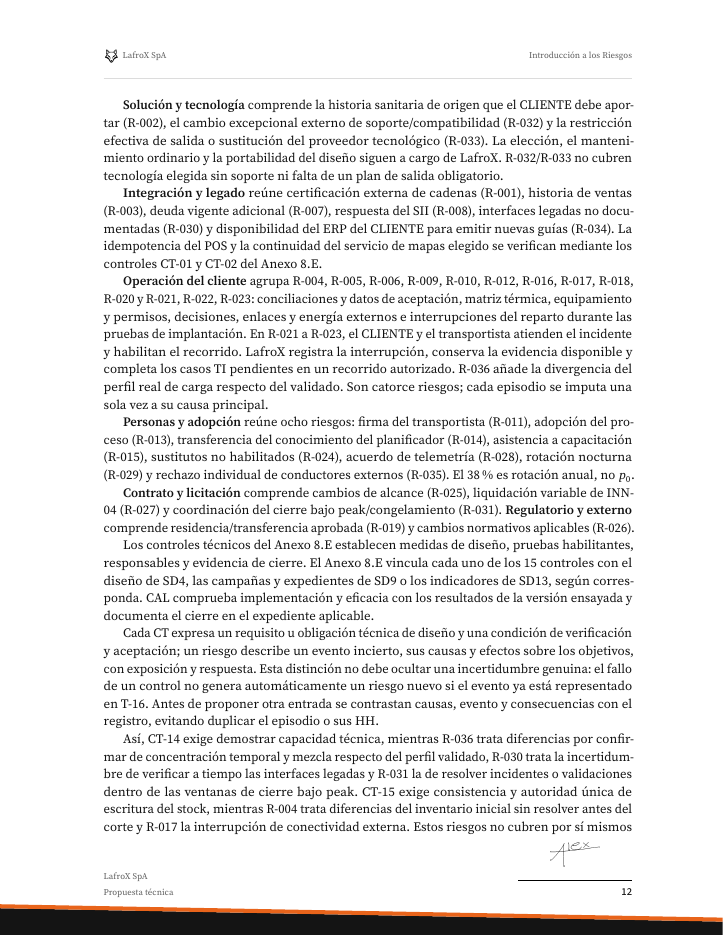 LafroX SpA
Introducción a los Riesgos
Solución y tecnología comprende la historia sanitaria de origen que el CLIENTE debe apor-
tar (R-002), el cambio excepcional externo de soporte/compatibilidad (R-032) y la restricción
efectiva de salida o sustitución del proveedor tecnológico (R-033). La elección, el manteni-
miento ordinario y la portabilidad del diseño siguen a cargo de LafroX. R-032/R-033 no cubren
tecnología elegida sin soporte ni falta de un plan de salida obligatorio.
Integración y legado reúne certificación externa de cadenas (R-001), historia de ventas
(R-003), deuda vigente adicional (R-007), respuesta del SII (R-008), interfaces legadas no docu-
mentadas (R-030) y disponibilidad del ERP del CLIENTE para emitir nuevas guías (R-034). La
idempotencia del POS y la continuidad del servicio de mapas elegido se verifican mediante los
controles CT-01 y CT-02 del Anexo 8.E.
Operación del cliente agrupa R-004, R-005, R-006, R-009, R-010, R-012, R-016, R-017, R-018,
R-020 y R-021, R-022, R-023: conciliaciones y datos de aceptación, matriz térmica, equipamiento
y permisos, decisiones, enlaces y energía externos e interrupciones del reparto durante las
pruebas de implantación. En R-021 a R-023, el CLIENTE y el transportista atienden el incidente
y habilitan el recorrido. LafroX registra la interrupción, conserva la evidencia disponible y
completa los casos TI pendientes en un recorrido autorizado. R-036 añade la divergencia del
perfil real de carga respecto del validado. Son catorce riesgos; cada episodio se imputa una
sola vez a su causa principal.
Personas y adopción reúne ocho riesgos: firma del transportista (R-011), adopción del pro-
ceso (R-013), transferencia del conocimiento del planificador (R-014), asistencia a capacitación
(R-015), sustitutos no habilitados (R-024), acuerdo de telemetría (R-028), rotación nocturna
(R-029) y rechazo individual de conductores externos (R-035). El 38 % es rotación anual, no p₀.
Contrato y licitación comprende cambios de alcance (R-025), liquidación variable de INN-
04 (R-027) y coordinación del cierre bajo peak/congelamiento (R-031). Regulatorio y externo
comprende residencia/transferencia aprobada (R-019) y cambios normativos aplicables (R-026).
Los controles técnicos del Anexo 8.E establecen medidas de diseño, pruebas habilitantes,
responsables y evidencia de cierre. El Anexo 8.E vincula cada uno de los 15 controles con el
diseño de SD4, las campañas y expedientes de SD9 o los indicadores de SD13, según corres-
ponda. CAL comprueba implementación y eficacia con los resultados de la versión ensayada y
documenta el cierre en el expediente aplicable.
Cada CT expresa un requisito u obligación técnica de diseño y una condición de verificación
y aceptación; un riesgo describe un evento incierto, sus causas y efectos sobre los objetivos,
con exposición y respuesta. Esta distinción no debe ocultar una incertidumbre genuina: el fallo
de un control no genera automáticamente un riesgo nuevo si el evento ya está representado
en T-16. Antes de proponer otra entrada se contrastan causas, evento y consecuencias con el
registro, evitando duplicar el episodio o sus HH.
Así, CT-14 exige demostrar capacidad técnica, mientras R-036 trata diferencias por confir-
mar de concentración temporal y mezcla respecto del perfil validado, R-030 trata la incertidum-
bre de verificar a tiempo las interfaces legadas y R-031 la de resolver incidentes o validaciones
dentro de las ventanas de cierre bajo peak. CT-15 exige consistencia y autoridad única de
escritura del stock, mientras R-004 trata diferencias del inventario inicial sin resolver antes del
corte y R-017 la interrupción de conectividad externa. Estos riesgos no cubren por sí mismos
Alex
LafroX SpA
Propuesta técnica
12